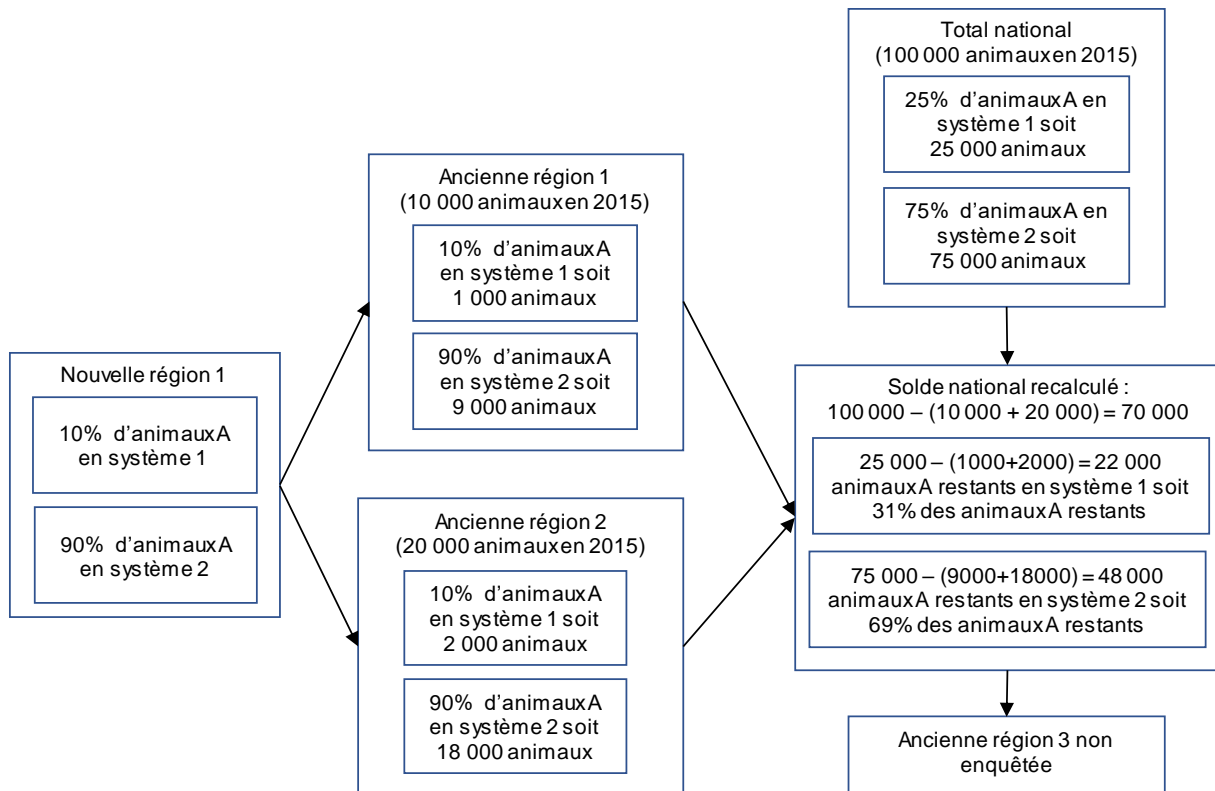 Nouvelle région 1
10% d'animauxA
en système 1
90% d'animauxA
en système 2
Ancienne région 1
(10 000 animauxen 2015)
10% d'animauxA
en système 1 soit
1 000 animaux
90% d'animauxA
en système 2 soit
9 000 animaux
Ancienne région 2
(20 000 animauxen 2015)
10% d'animauxA
en système 1 soit
2 000 animaux
90% d'animauxA
en système 2 soit
18 000 animaux
Total national
(100 000 animauxen 2015)
25% d'animauxA en
système 1 soit
25 000 animaux
75% d'animauxA en
système 2 soit
75 000 animaux
Solde national recalculé :
100 000 – (10 000 + 20 000) = 70 000
25 000 – (1000+2000) = 22 000
animauxA restants en système 1 soit
31% des animauxA restants
75 000 – (9000+18000) = 48 000
animauxA restants en système 2 soit
69% des animauxA restants
Ancienne région 3 non
enquêtée